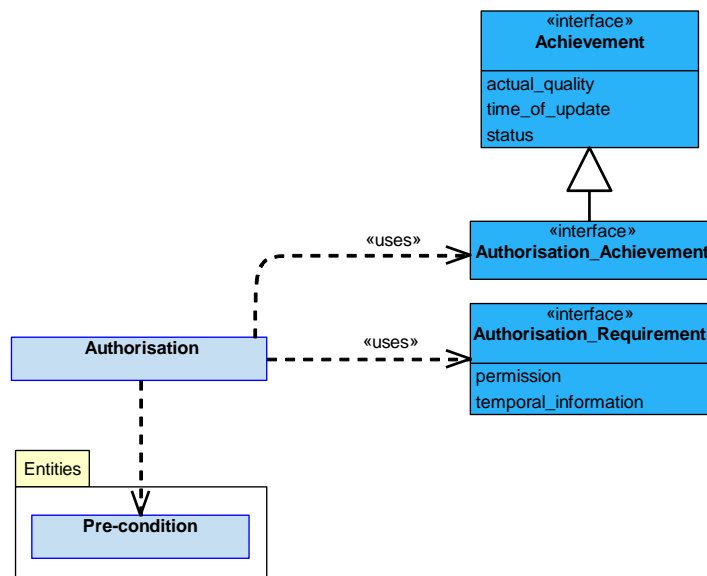 «interface»
Achievement
actual_quality
time_of_update
status
«uses»
«interface»
Authorisation_Achievement
«uses»
«interface»
Authorisation_Requirement
permission
temporal_information
Authorisation
Entities
Pre-condition